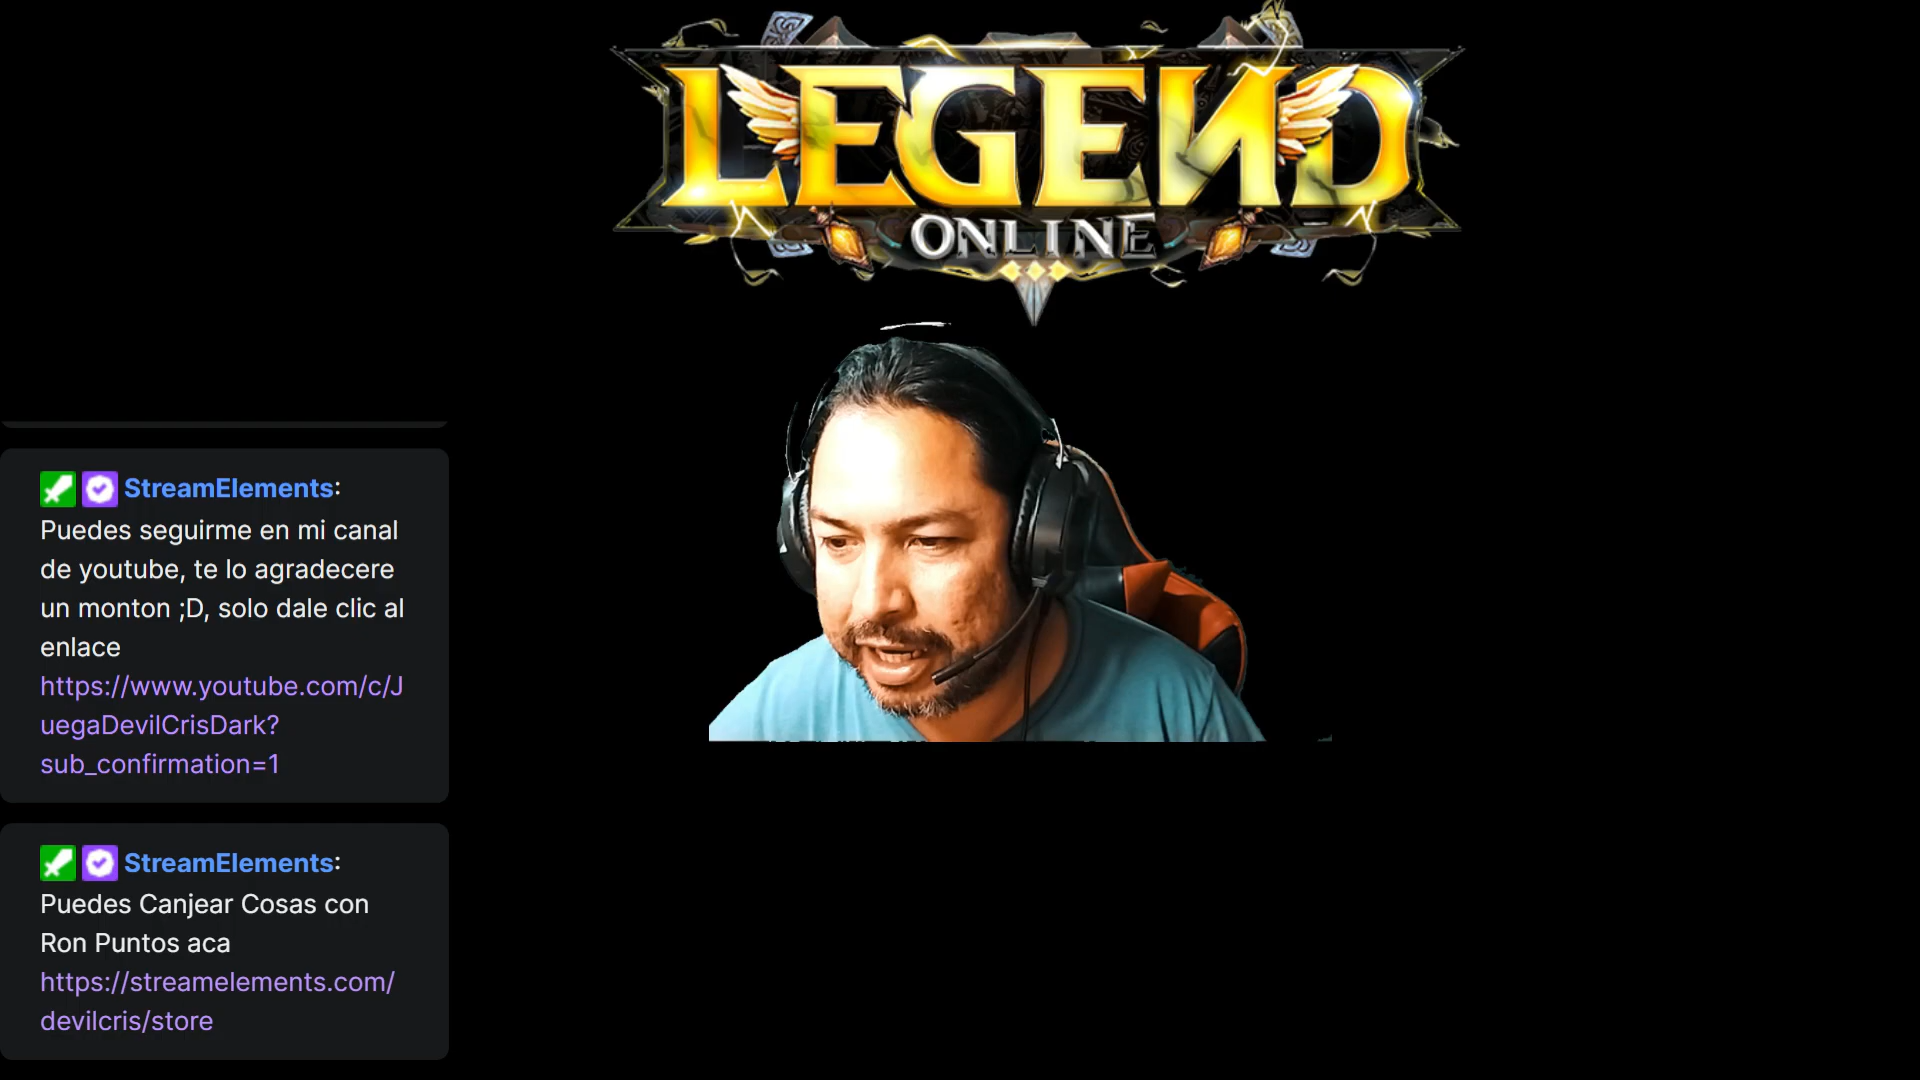 LEGEND
ONLINE
StreamElements:
Puedes seguirme en mi canal
de youtube, te lo agradecere
un monton ;D, solo dale clic al
enlace
https://www.youtube.com/c/J
uegaDevilCrisDark?
sub_confirmation=1
StreamElements:
Puedes Canjear Cosas con
Ron Puntos aca
https://streamelements.com/
devilcris/store